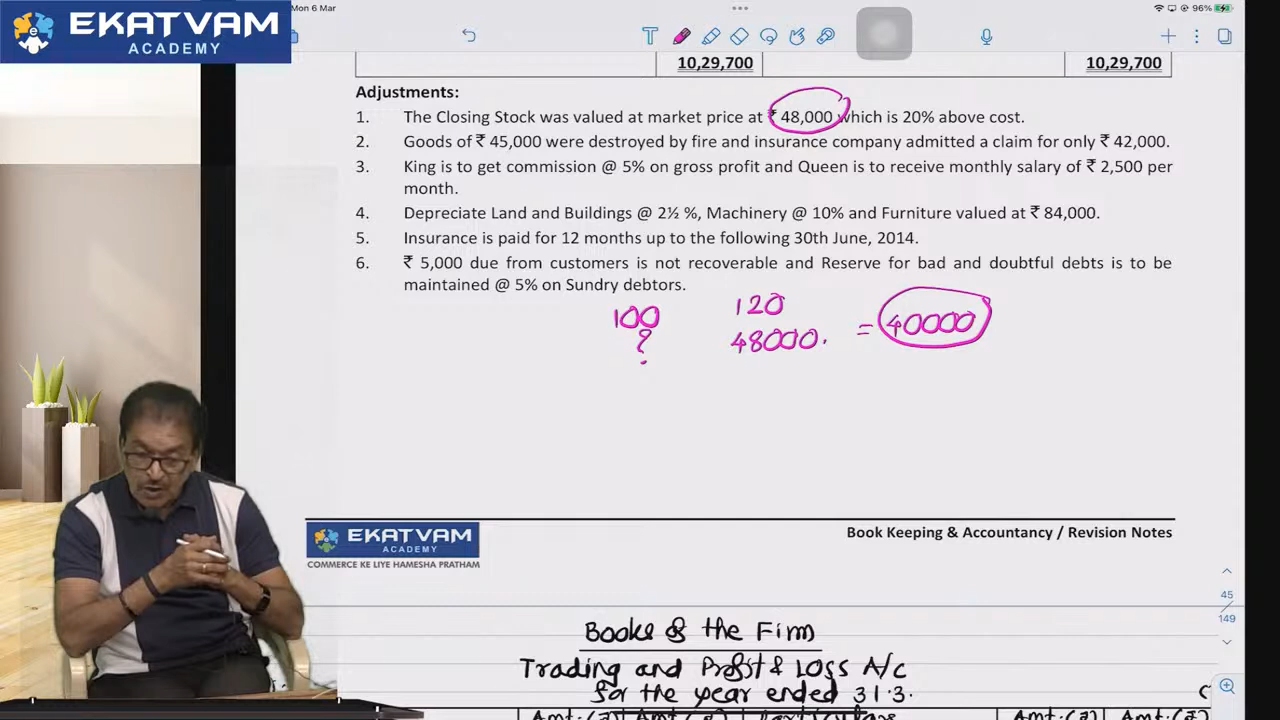 EKATVAM
ACADEMY
Mon 6 Mar
96%
10,29,700 10,29,700
Adjustments:
1. The Closing Stock was valued at market price at ₹ 48,000 which is 20% above cost.
2. Goods of ₹ 45,000 were destroyed by fire and insurance company admitted a claim for only ₹ 42,000.
3. King is to get commission @ 5% on gross profit and Queen is to receive monthly salary of ₹ 2,500 per
month.
4. Depreciate Land and Buildings @ 2½ %, Machinery @ 10% and Furniture valued at ₹ 84,000.
5. Insurance is paid for 12 months up to the following 30th June, 2014.
6. ₹ 5,000 due from customers is not recoverable and Reserve for bad and doubtful debts is to be
maintained @ 5% on Sundry debtors.
100 120
? 48000. = 40000
EKATVAM
ACADEMY
COMMERCE KE LIYE HAMESHA PRATHAM
Book Keeping & Accountancy / Revision Notes
45
149
Books of the Firm
Trading and Profit & Loss A/c
for the year ended 31.3.
Amt.(₹) Amt.(₹) Particulars Amt.(₹) Amt.(₹)